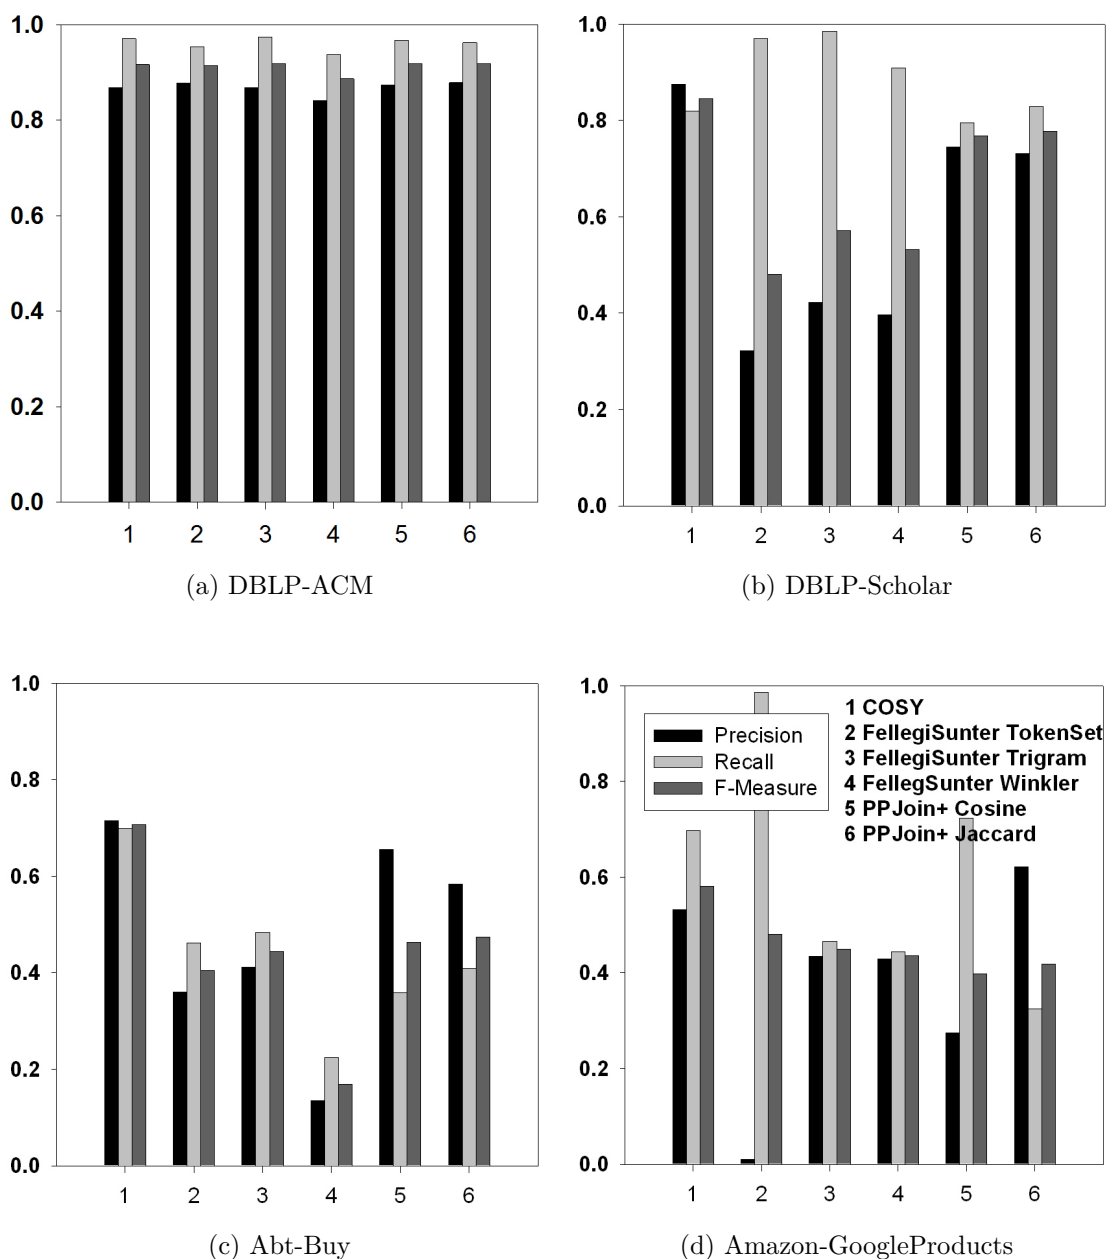 1.0
0.8
0.6
0.4
0.2
0.0
1 2 3 4 5 6
(a) DBLP-ACM
1.0
0.8
0.6
0.4
0.2
0.0
1 2 3 4 5 6
(b) DBLP-Scholar
1.0
0.8
0.6
0.4
0.2
0.0
1 2 3 4 5 6
(c) Abt-Buy
1.0
0.8
0.6
0.4
0.2
0.0
Precision
Recall
F-Measure
1 COSY
2 FellegiSunter TokenSet
3 FellegiSunter Trigram
4 FellegSunter Winkler
5 PPJoin+ Cosine
6 PPJoin+ Jaccard
1 2 3 4 5 6
(d) Amazon-GoogleProducts